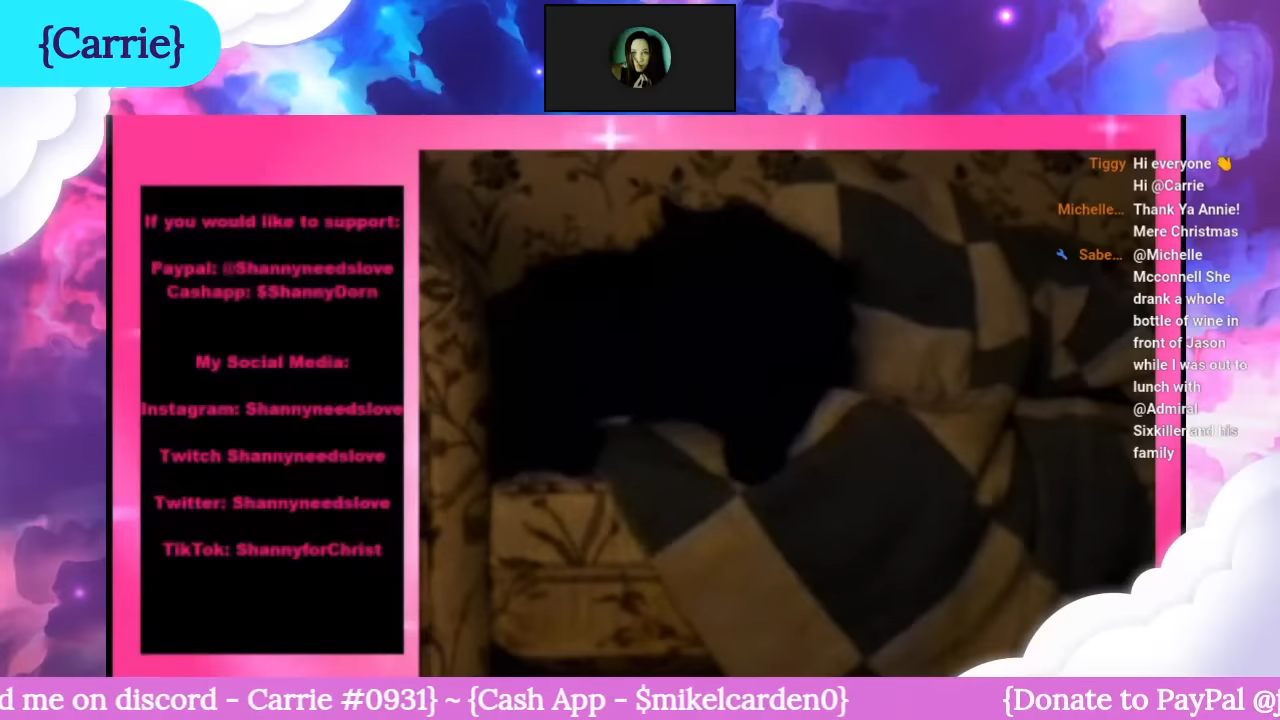 {Carrie}
If you would like to support:
Paypal: @Shannyneedslove
Cashapp: $ShannyDorn
My Social Media:
Instagram: Shannyneedslove
Twitch Shannyneedslove
Twitter: Shannyneedslove
TikTok: ShannyforChrist
Tiggy Hi everyone 👋
Hi @Carrie
Michelle... Thank Ya Annie!
Mere Christmas
Sabe... @Michelle
Mcconnell She
drank a whole
bottle of wine in
front of Jason
while I was out to
lunch with
@Admiral
Sixkiller and his
family
d me on discord - Carrie #0931} ~ {Cash App - $mikelcarden0}
{Donate to PayPal @